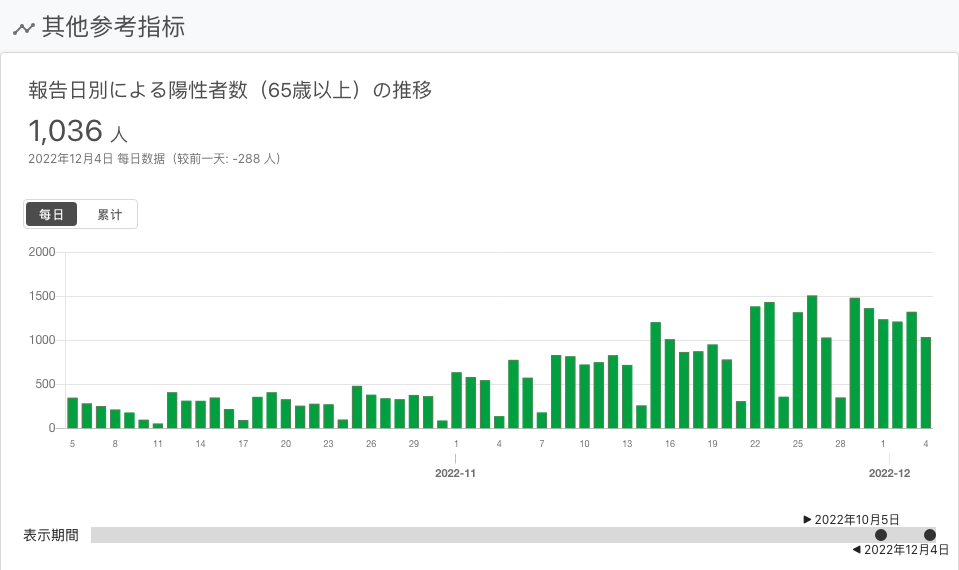 其他参考指标
報告日別による陽性者数（65歳以上）の推移
1,036 人
2022年12月4日 每日数据（较前一天: -288 人）
每日 累计
2000
1500
1000
500
0
5 8 11 14 17 20 23 26 29 1 4 7 10 13 16 19 22 25 28 1 4
2022-11 2022-12
2022年10月5日
表示期間
2022年12月4日